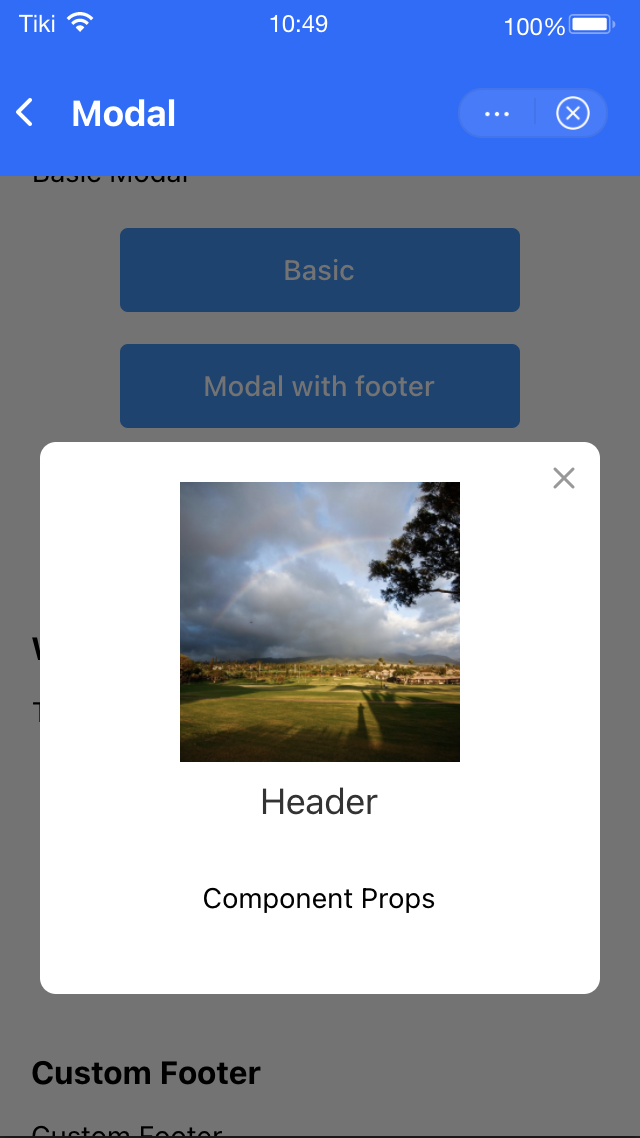 Tiki
10:49
100%
Modal
Basic Modal
Basic
Modal with footer
Header
Component Props
Custom Footer
Custom Footer